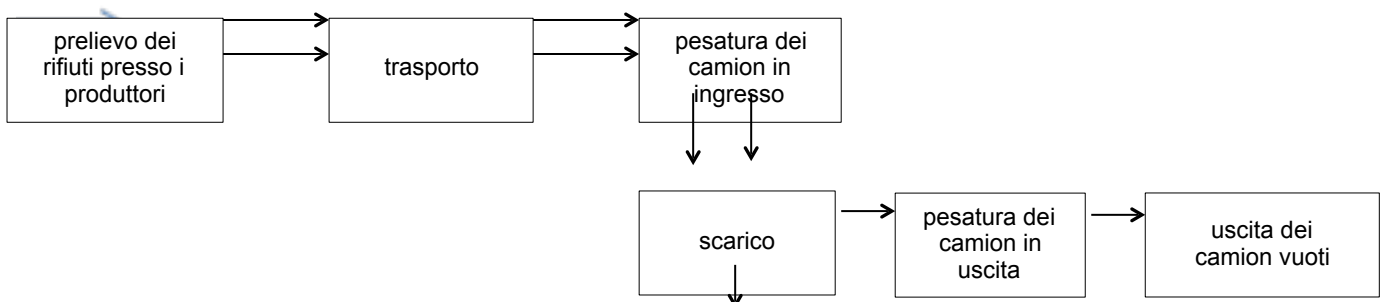 prelievo dei
rifiuti presso i
produttori
trasporto
pesatura dei
camion in
ingresso
scarico
pesatura dei
camion in
uscita
uscita dei
camion vuoti